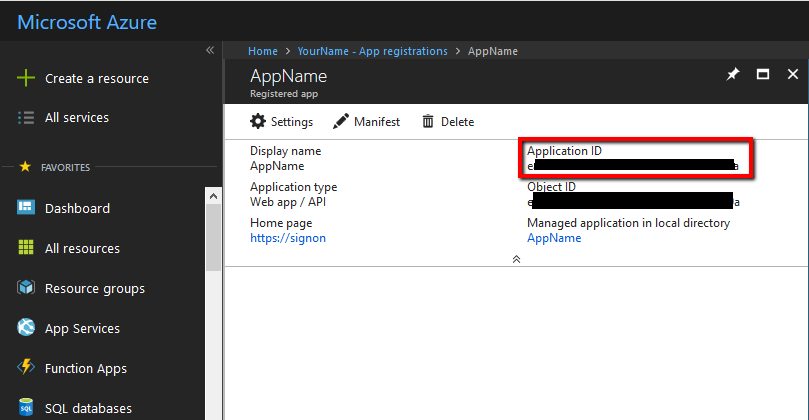 Microsoft Azure
Home > YourName - App registrations > AppName
Create a resource
All services
FAVORITES
Dashboard
All resources
Resource groups
App Services
Function Apps
SQL databases
SQL
AppName
Registered app
Settings
Manifest
Delete
Display name
AppName
Application ID
e a
Application type
Web app / API
Object ID
Home page
https://signon
Managed application in local directory
AppName